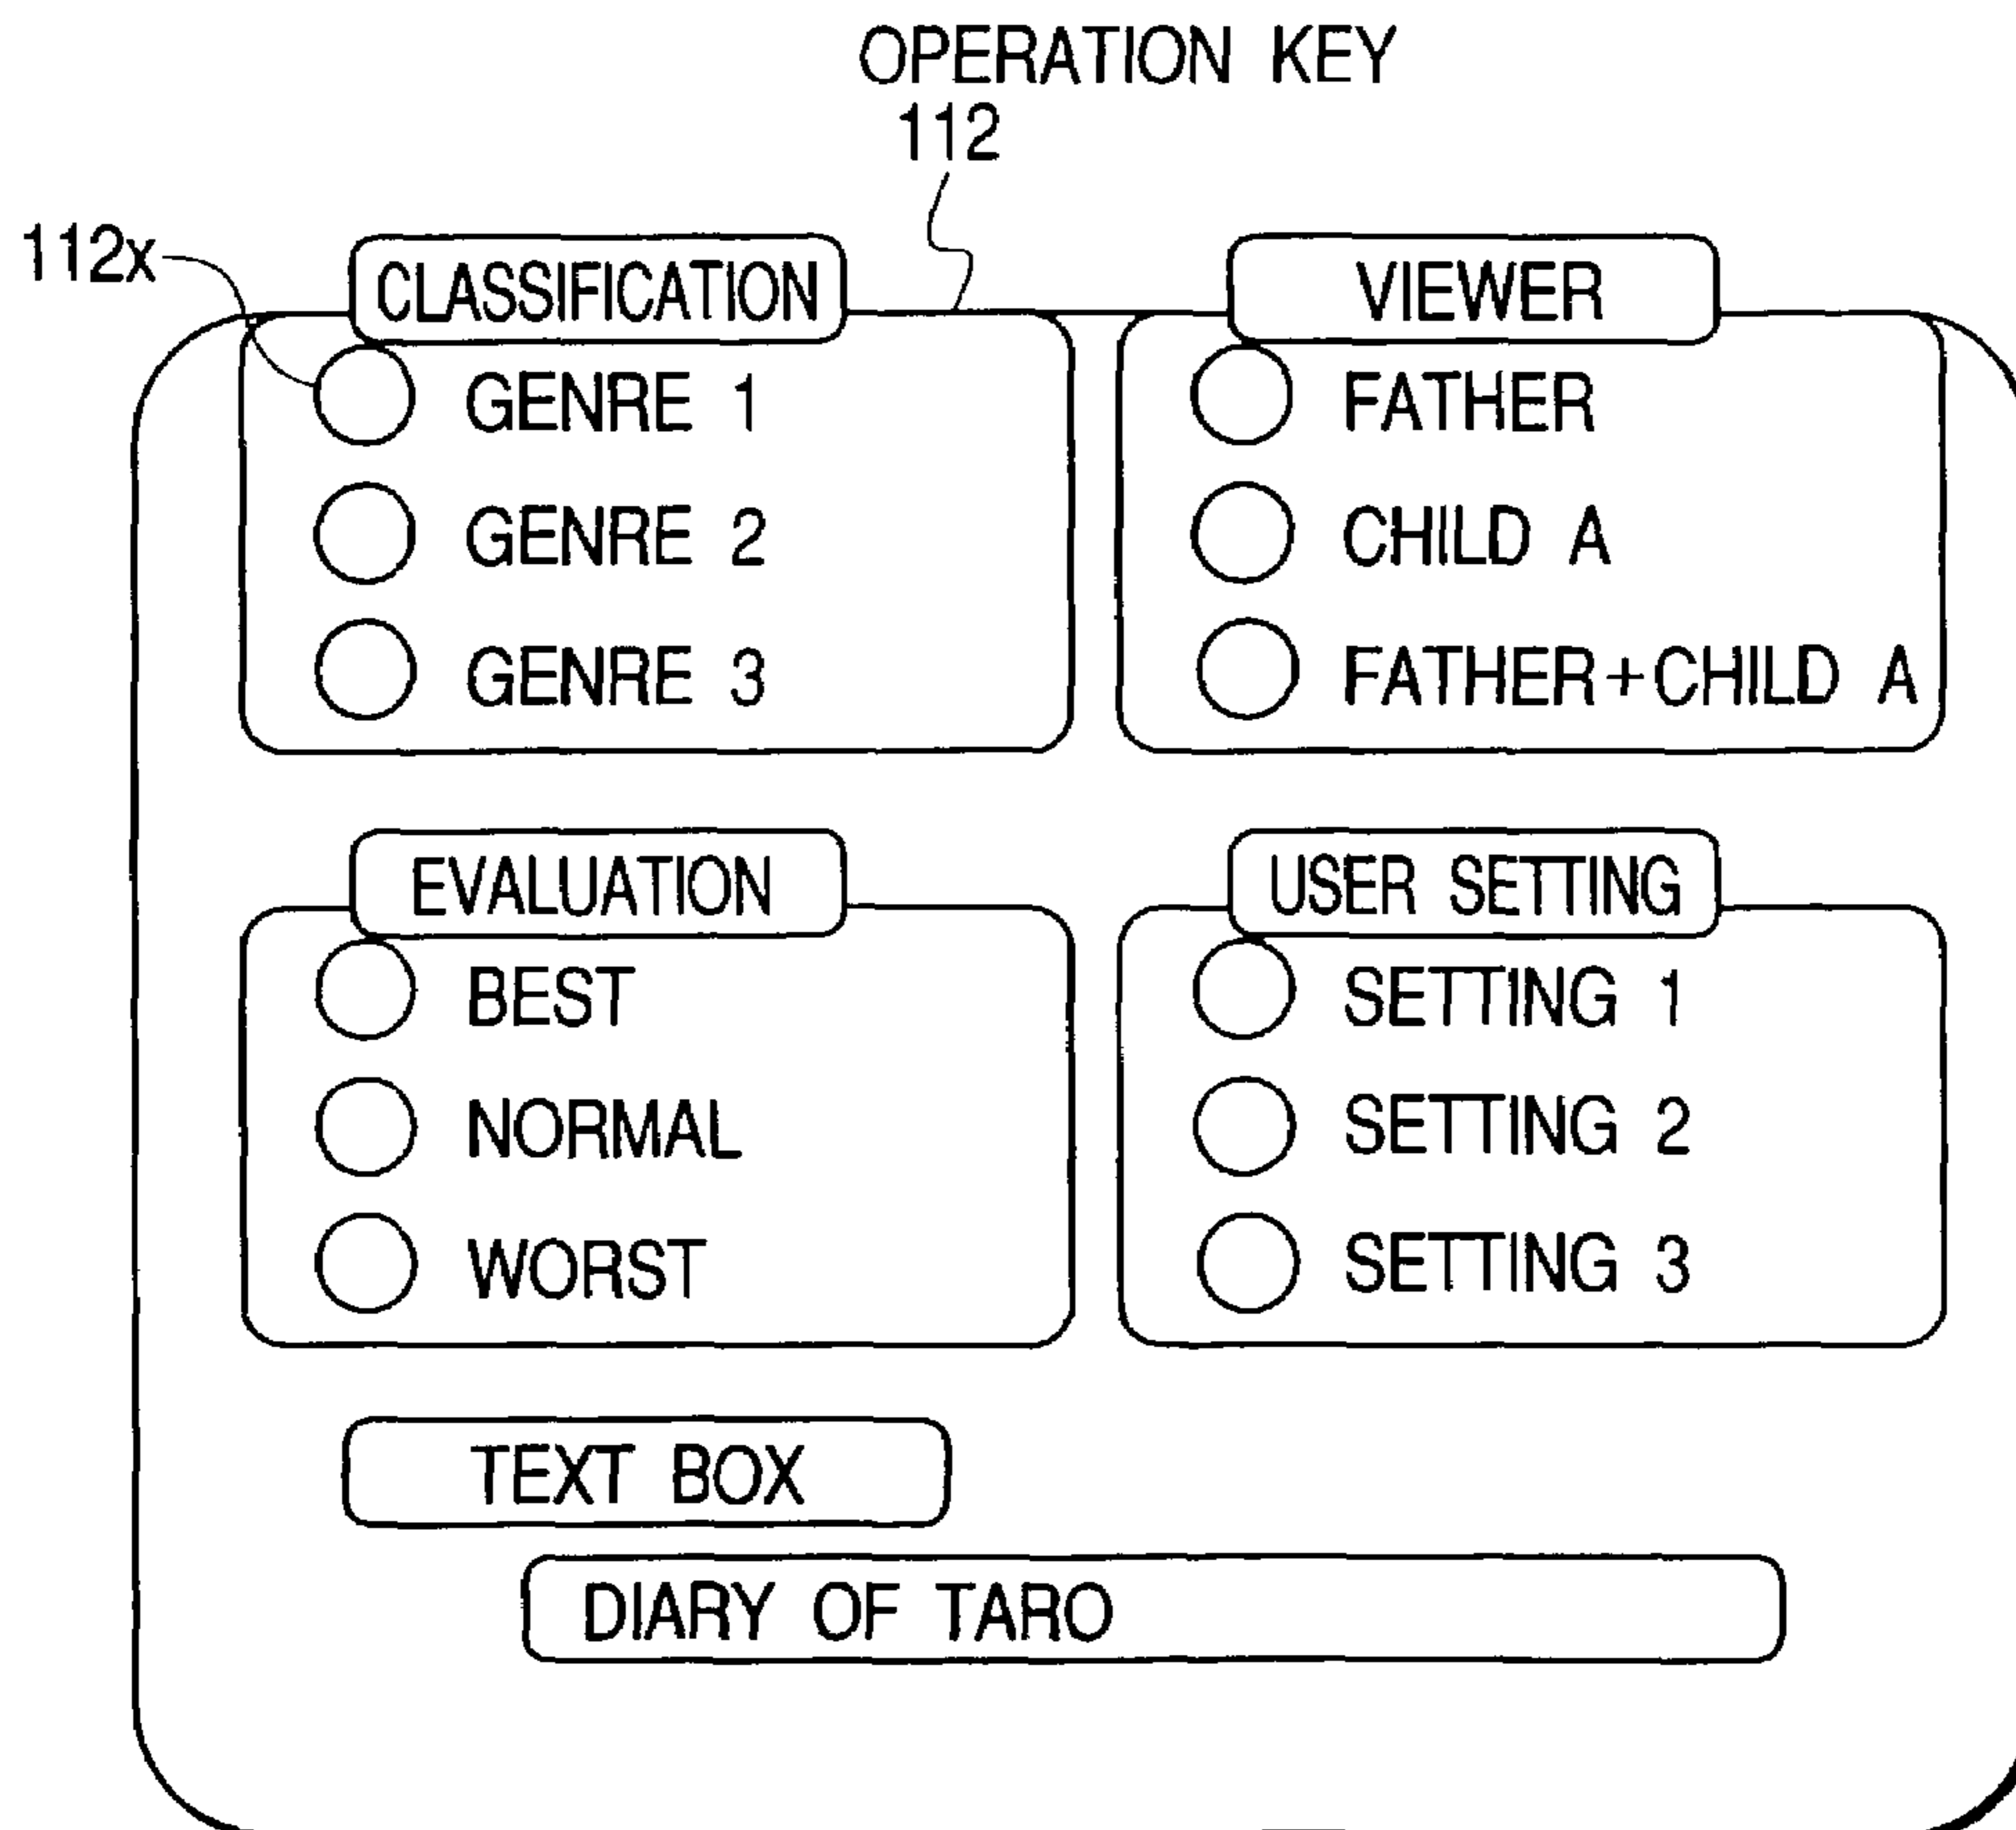 OPERATION KEY
112
112x
CLASSIFICATION
GENRE 1
GENRE 2
GENRE 3
VIEWER
FATHER
CHILD A
FATHER+CHILD A
EVALUATION
BEST
NORMAL
WORST
USER SETTING
SETTING 1
SETTING 2
SETTING 3
TEXT BOX
DIARY OF TARO